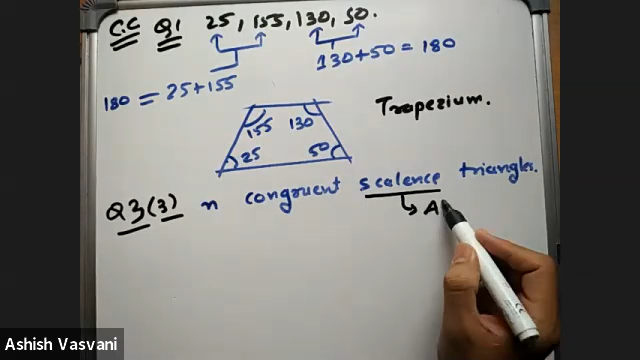 C.C Q1 25, 155, 130, 50.
130+50 = 180
180 = 25+155
Trapezium.
155 130
25 50
Q3(3) n congruent scalence triangles.
A
Ashish Vasvani